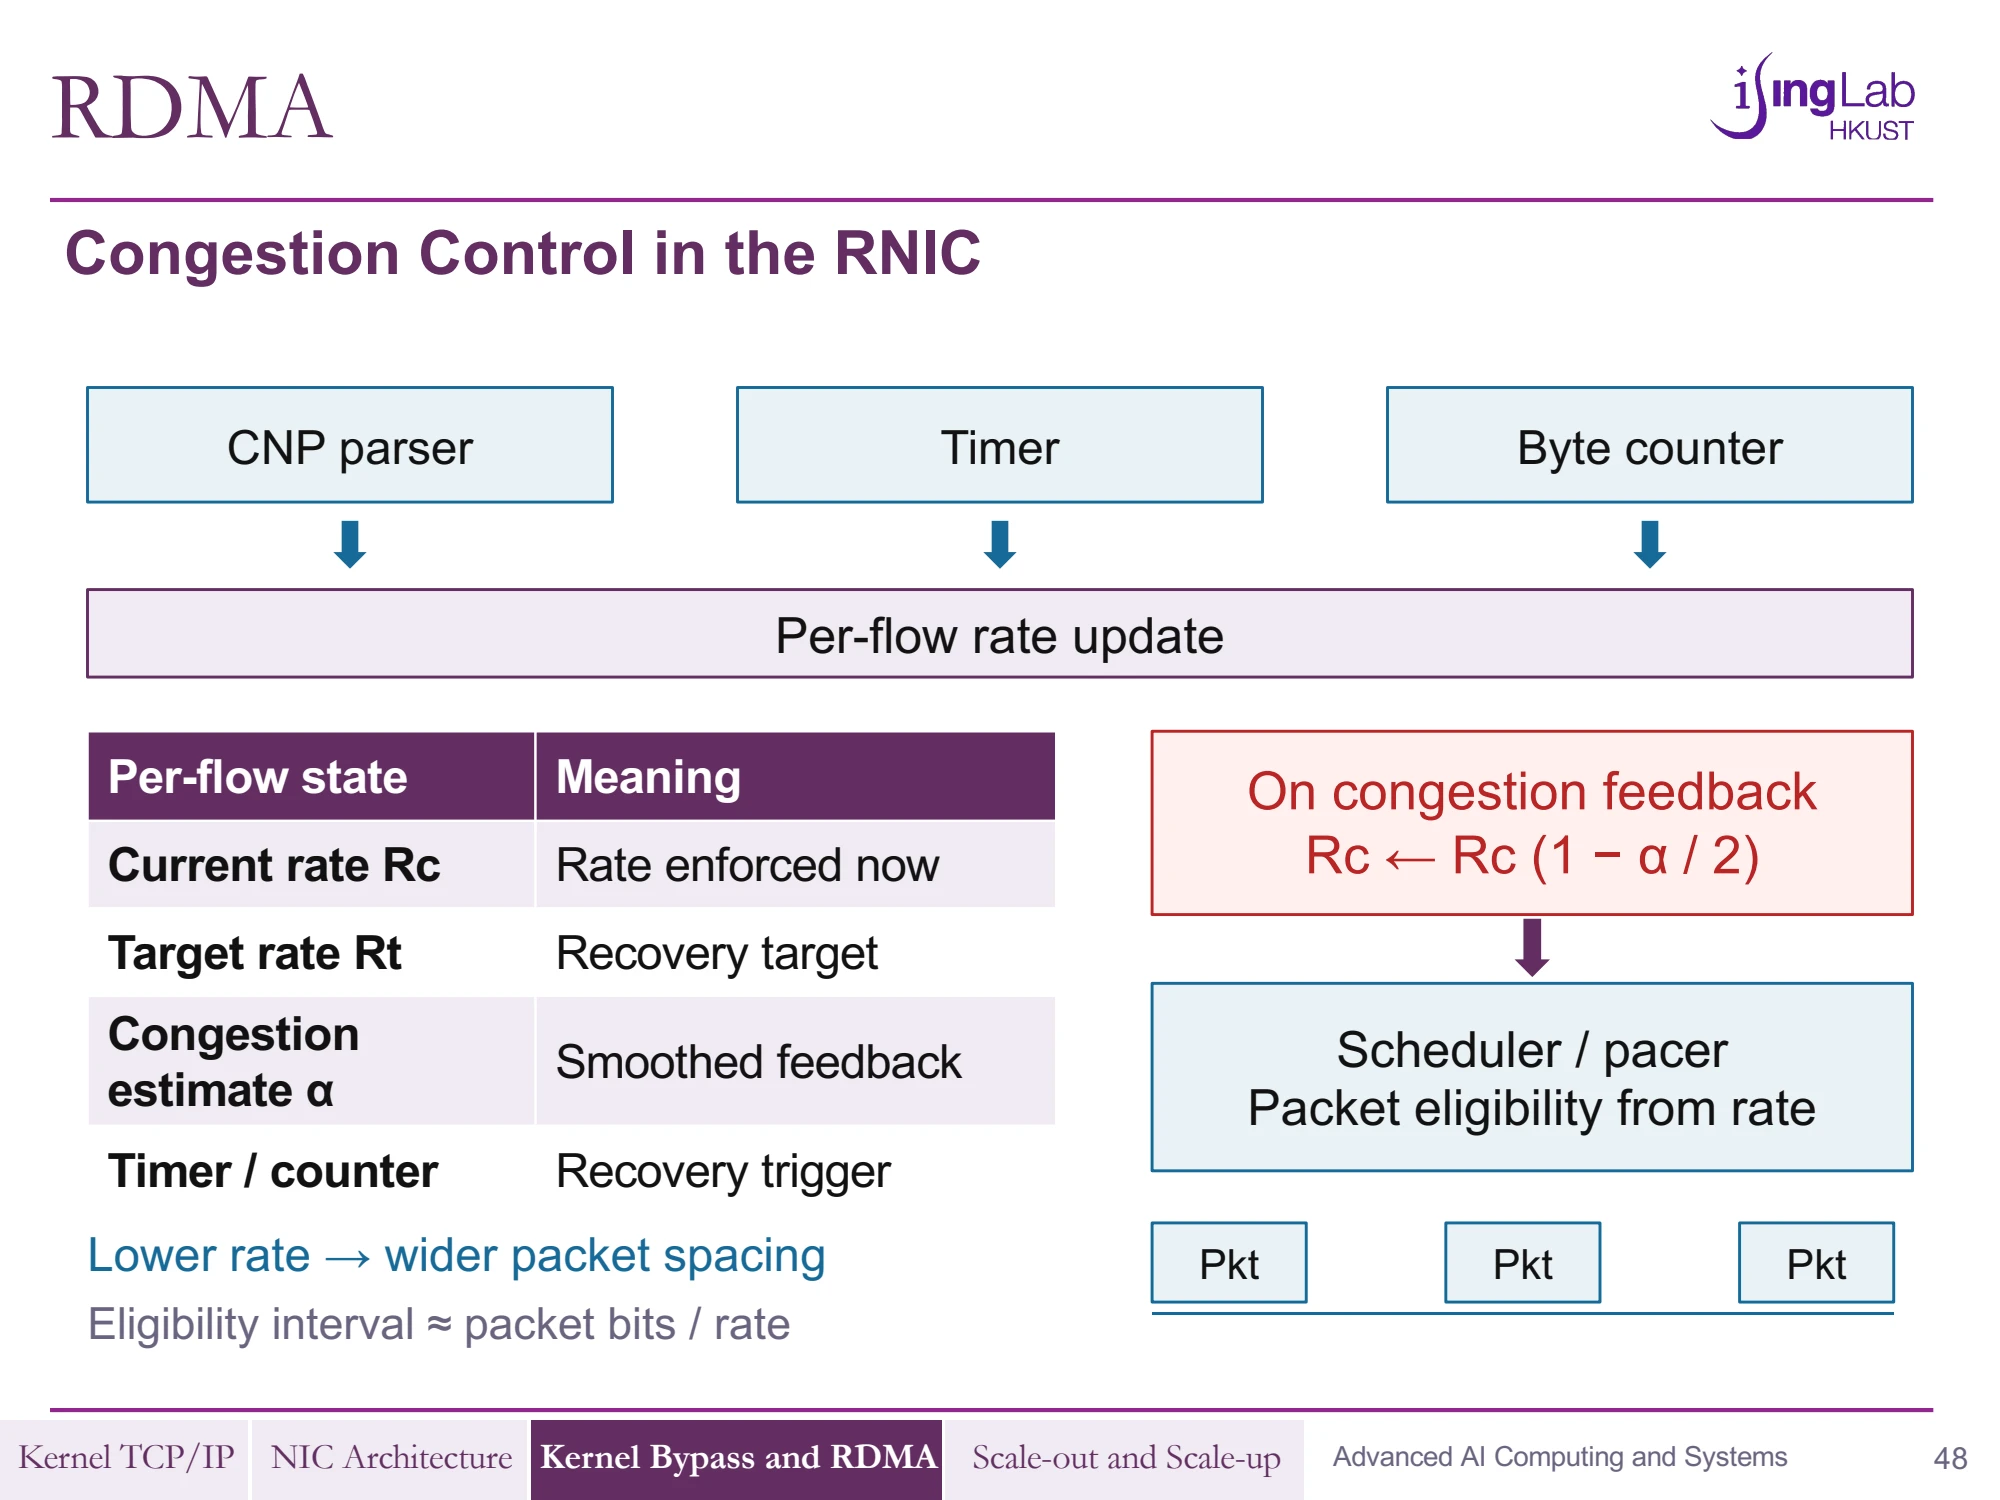 RDMA
isingLab
HKUST
Congestion Control in the RNIC
CNP parser
Timer
Byte counter
Per-flow rate update
Per-flow state
Meaning
Current rate Rc
Rate enforced now
Target rate Rt
Recovery target
Congestion
estimate α
Smoothed feedback
Timer / counter
Recovery trigger
Lower rate → wider packet spacing
Eligibility interval ≈ packet bits / rate
On congestion feedback
Rc ← Rc (1 − α / 2)
Scheduler / pacer
Packet eligibility from rate
Pkt
Pkt
Pkt
Kernel TCP/IP
NIC Architecture
Kernel Bypass and RDMA
Scale-out and Scale-up
Advanced AI Computing and Systems
48